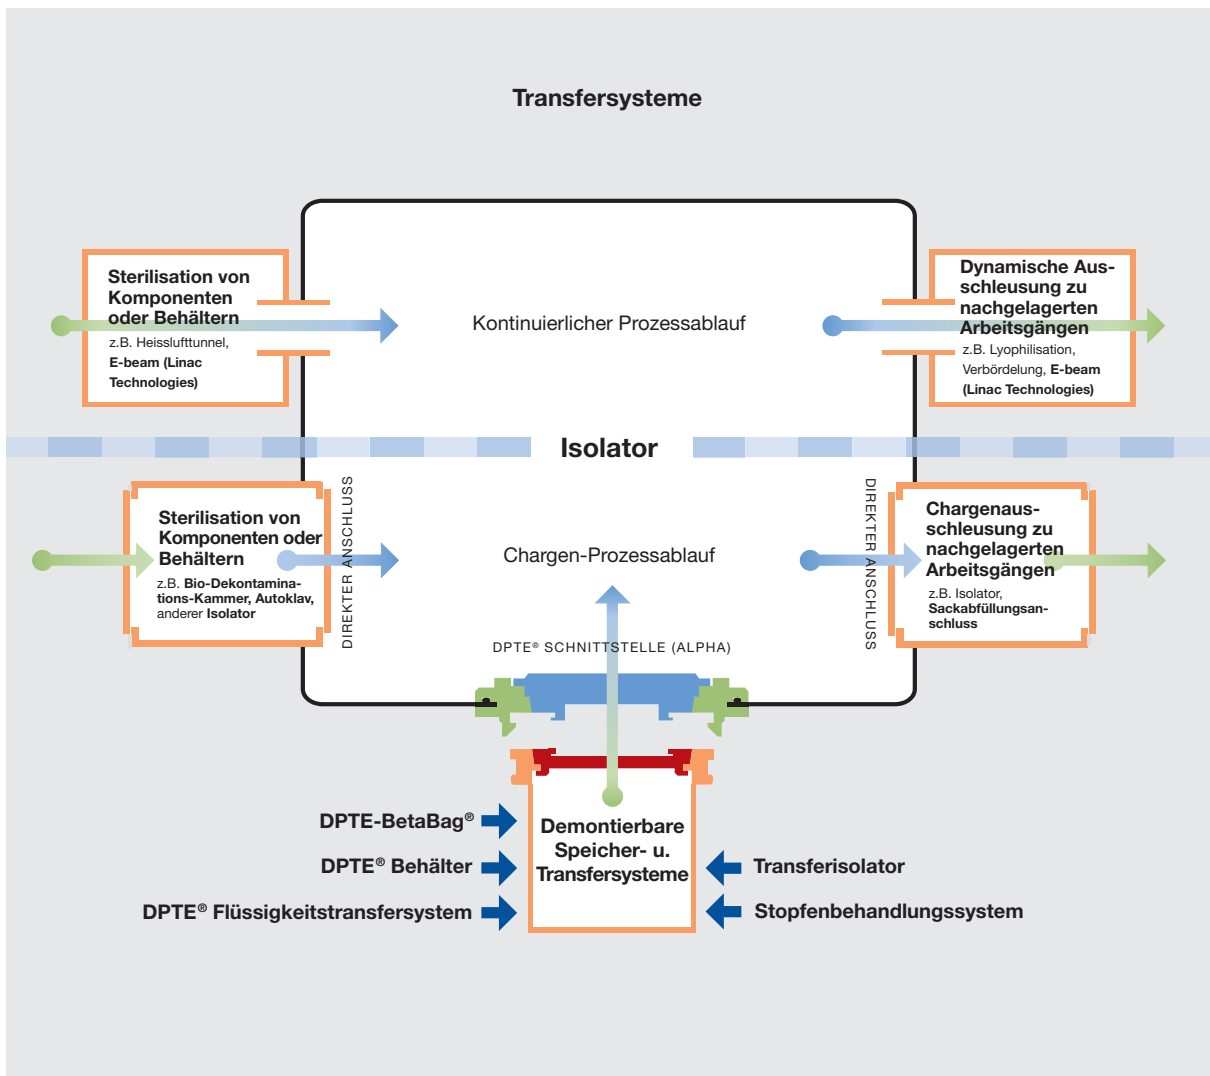 Transfersysteme
Sterilisation von
Komponenten
oder Behältern
z.B. Heisslufttunnel,
E-beam (Linac
Technologies)
Kontinuierlicher Prozessablauf
Dynamische Aus-
schleusung zu
nachgelagerten
Arbeitsgängen
z.B. Lyophilisation,
Verbördelung, E-beam
(Linac Technologies)
Isolator
Sterilisation von
Komponenten oder
Behältern
z.B. Bio-Dekontamina-
tions-Kammer, Autoklav,
anderer Isolator
DIREKTER ANSCHLUSS
Chargen-Prozessablauf
DIREKTER ANSCHLUSS
Chargenaus-
schleusung zu
nachgelagerten
Arbeitsgängen
z.B. Isolator,
Sackabfüllungsan-
schluss
DPTE® SCHNITTSTELLE (ALPHA)
DPTE-BetaBag®
DPTE® Behälter
DPTE® Flüssigkeitstransfersystem
Demontierbare
Speicher- u.
Transfersysteme
Transferisolator
Stopfenbehandlungssystem